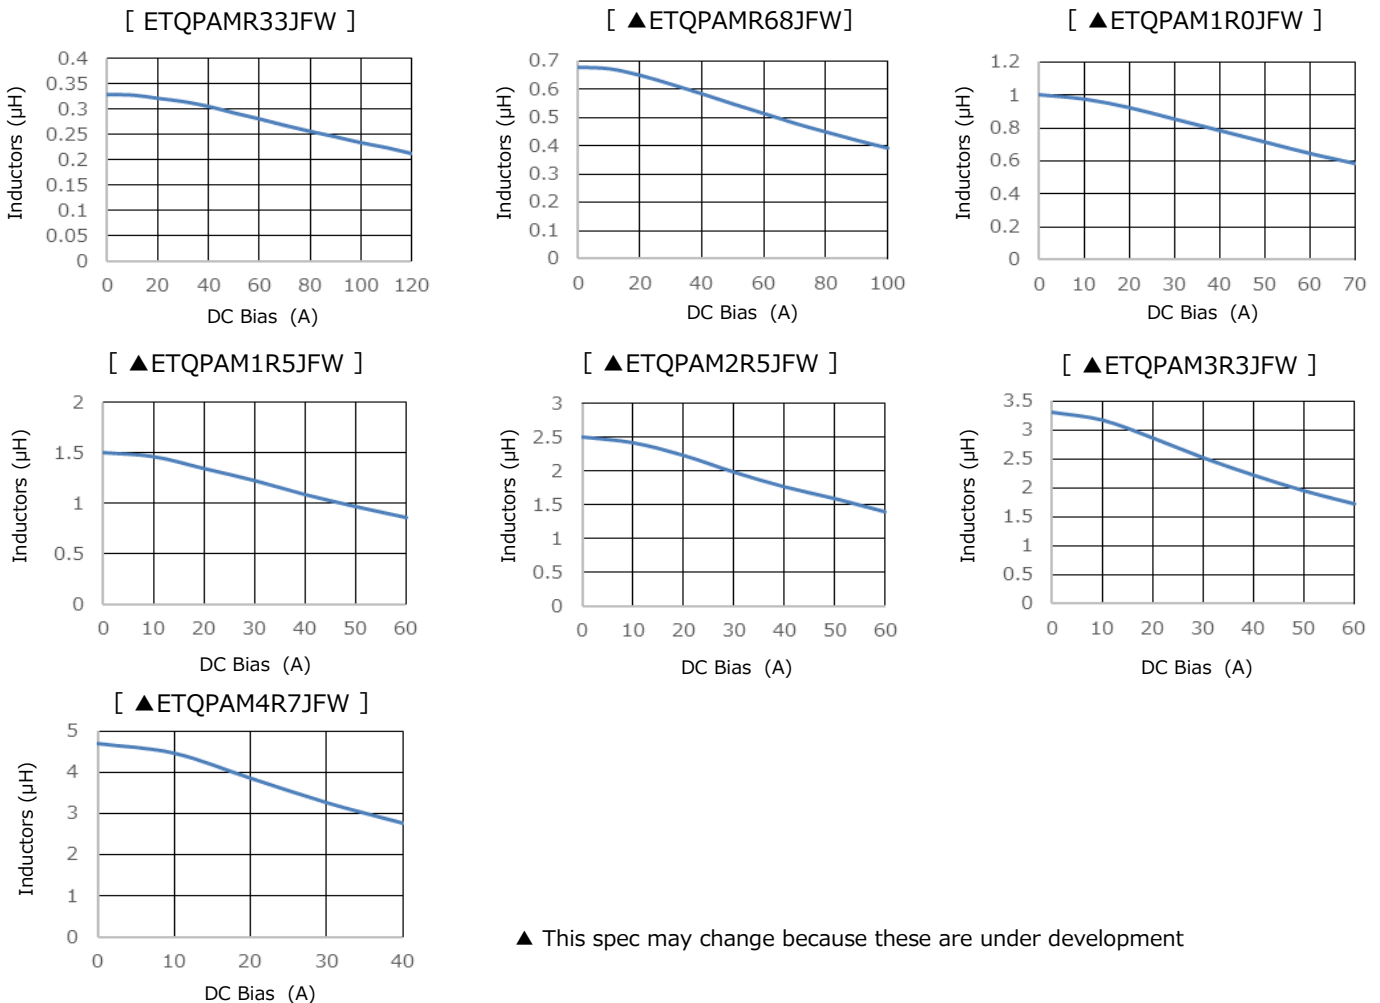 [ ETQPAMR33JFW ]
0.4
0.35
0.3
0.25
0.2
0.15
0.1
0.05
0
Inductors (μH)
0 20 40 60 80 100 120
DC Bias (A)
[ ▲ETQPAMR68JFW]
0.7
0.6
0.5
0.4
0.3
0.2
0.1
0
Inductors (μH)
0 20 40 60 80 100
DC Bias (A)
[ ▲ETQPAM1R0JFW ]
1.2
1
0.8
0.6
0.4
0.2
0
Inductors (μH)
0 10 20 30 40 50 60 70
DC Bias (A)
[ ▲ETQPAM1R5JFW ]
2
1.5
1
0.5
0
Inductors (μH)
0 10 20 30 40 50 60
DC Bias (A)
[ ▲ETQPAM2R5JFW ]
3
2.5
2
1.5
1
0.5
0
Inductors (μH)
0 10 20 30 40 50 60
DC Bias (A)
[ ▲ETQPAM3R3JFW ]
3.5
3
2.5
2
1.5
1
0.5
0
Inductors (μH)
0 10 20 30 40 50 60
DC Bias (A)
[ ▲ETQPAM4R7JFW ]
5
4
3
2
1
0
Inductors (μH)
0 10 20 30 40
DC Bias (A)
▲ This spec may change because these are under development